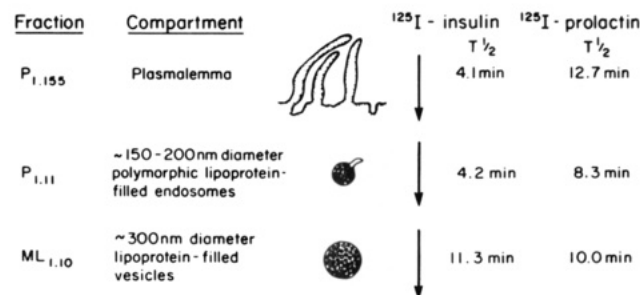 Fraction Compartment ¹²⁵I - insulin ¹²⁵I - prolactin
T ½ T ½
P₁.₁₅₅ Plasmalemma 4.1 min 12.7 min
~150-200nm diameter
P₁.₁₁ polymorphic lipoprotein- 4.2 min 8.3 min
filled endosomes
~300nm diameter
ML₁.₁₀ lipoprotein-filled 11.3 min 10.0 min
vesicles